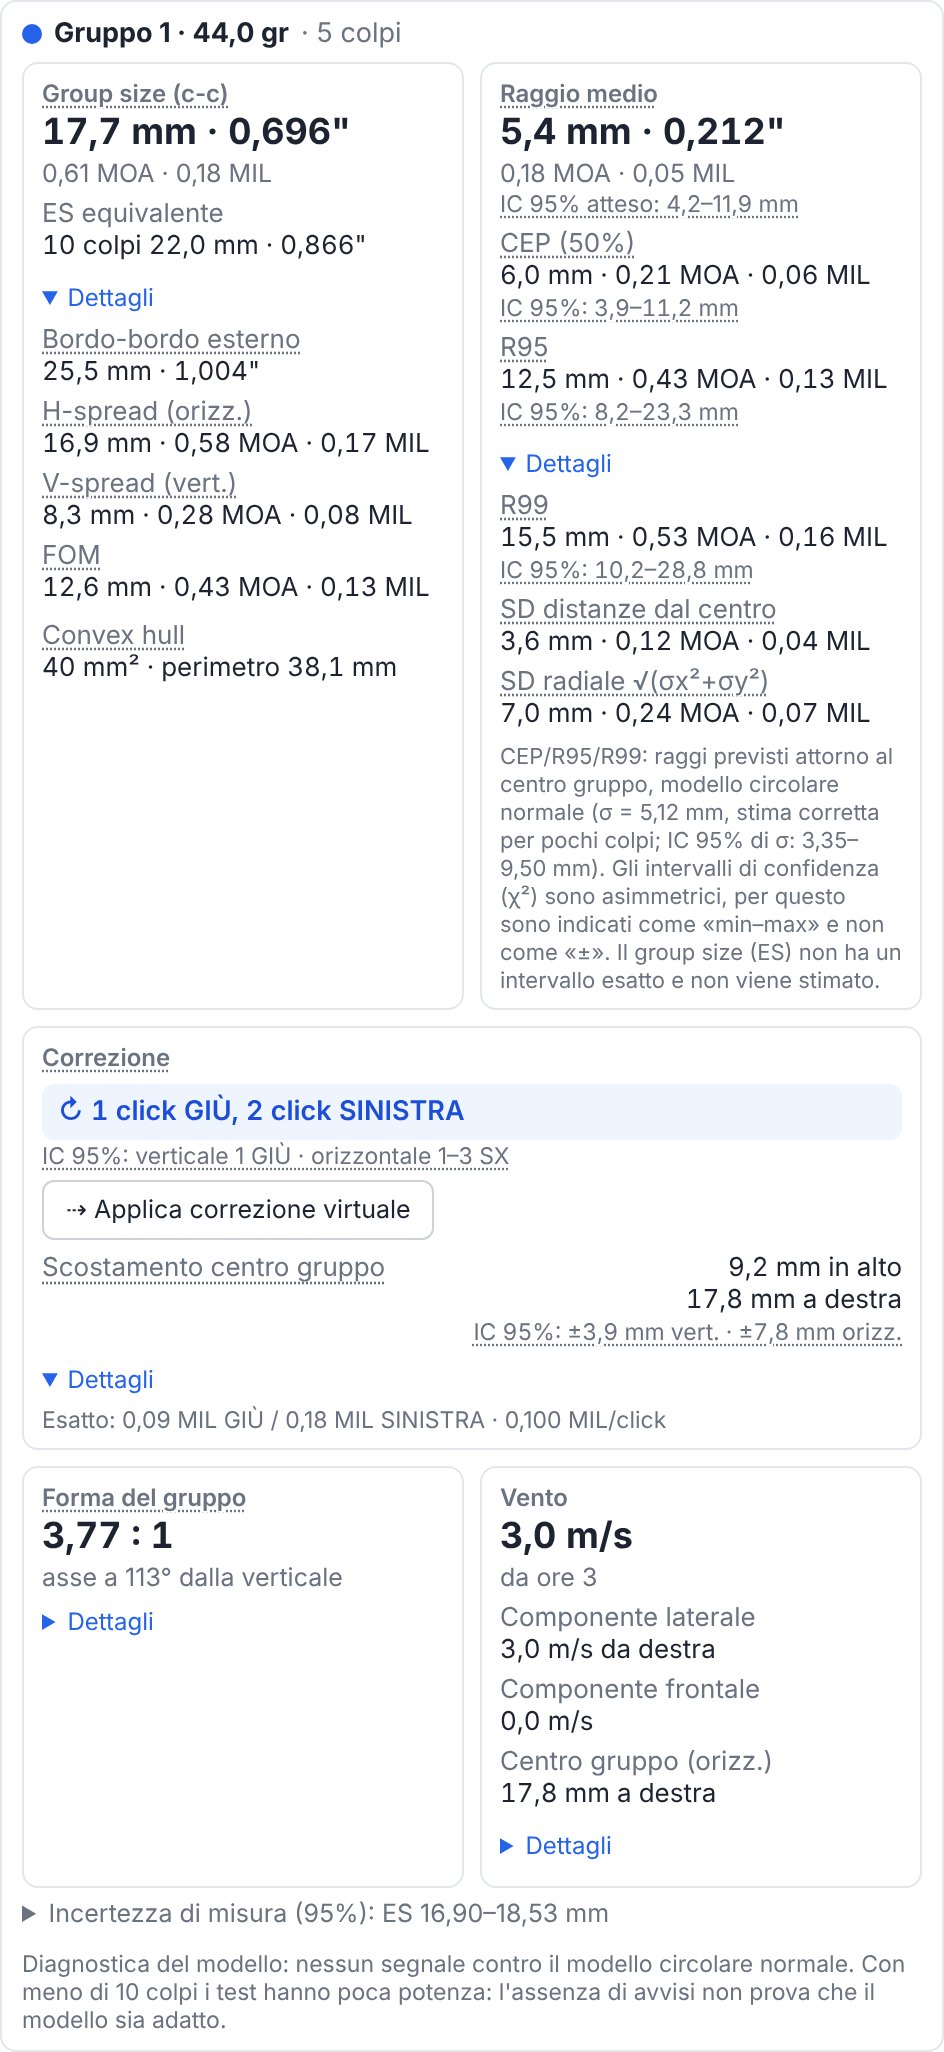 Gruppo 1 · 44,0 gr · 5 colpi
Group size (c-c)
17,7 mm · 0,696"
0,61 MOA · 0,18 MIL
ES equivalente
10 colpi 22,0 mm · 0,866"
▼ Dettagli
Bordo-bordo esterno
25,5 mm · 1,004"
H-spread (orizz.)
16,9 mm · 0,58 MOA · 0,17 MIL
V-spread (vert.)
8,3 mm · 0,28 MOA · 0,08 MIL
FOM
12,6 mm · 0,43 MOA · 0,13 MIL
Convex hull
40 mm² · perimetro 38,1 mm
Raggio medio
5,4 mm · 0,212"
0,18 MOA · 0,05 MIL
IC 95% atteso: 4,2–11,9 mm
CEP (50%)
6,0 mm · 0,21 MOA · 0,06 MIL
IC 95%: 3,9–11,2 mm
R95
12,5 mm · 0,43 MOA · 0,13 MIL
IC 95%: 8,2–23,3 mm
▼ Dettagli
R99
15,5 mm · 0,53 MOA · 0,16 MIL
IC 95%: 10,2–28,8 mm
SD distanze dal centro
3,6 mm · 0,12 MOA · 0,04 MIL
SD radiale √(σx²+σy²)
7,0 mm · 0,24 MOA · 0,07 MIL
CEP/R95/R99: raggi previsti attorno al
centro gruppo, modello circolare
normale (σ = 5,12 mm, stima corretta
per pochi colpi; IC 95% di σ: 3,35–
9,50 mm). Gli intervalli di confidenza
(χ²) sono asimmetrici, per questo
sono indicati come «min–max» e non
come «±». Il group size (ES) non ha un
intervallo esatto e non viene stimato.
Correzione
↻ 1 click GIÙ, 2 click SINISTRA
IC 95%: verticale 1 GIÙ · orizzontale 1–3 SX
⇢ Applica correzione virtuale
Scostamento centro gruppo
9,2 mm in alto
17,8 mm a destra
IC 95%: ±3,9 mm vert. · ±7,8 mm orizz.
▼ Dettagli
Esatto: 0,09 MIL GIÙ / 0,18 MIL SINISTRA · 0,100 MIL/click
Forma del gruppo
3,77 : 1
asse a 113° dalla verticale
▶ Dettagli
Vento
3,0 m/s
da ore 3
Componente laterale
3,0 m/s da destra
Componente frontale
0,0 m/s
Centro gruppo (orizz.)
17,8 mm a destra
▶ Dettagli
▶ Incertezza di misura (95%): ES 16,90–18,53 mm
Diagnostica del modello: nessun segnale contro il modello circolare normale. Con
meno di 10 colpi i test hanno poca potenza: l'assenza di avvisi non prova che il
modello sia adatto.